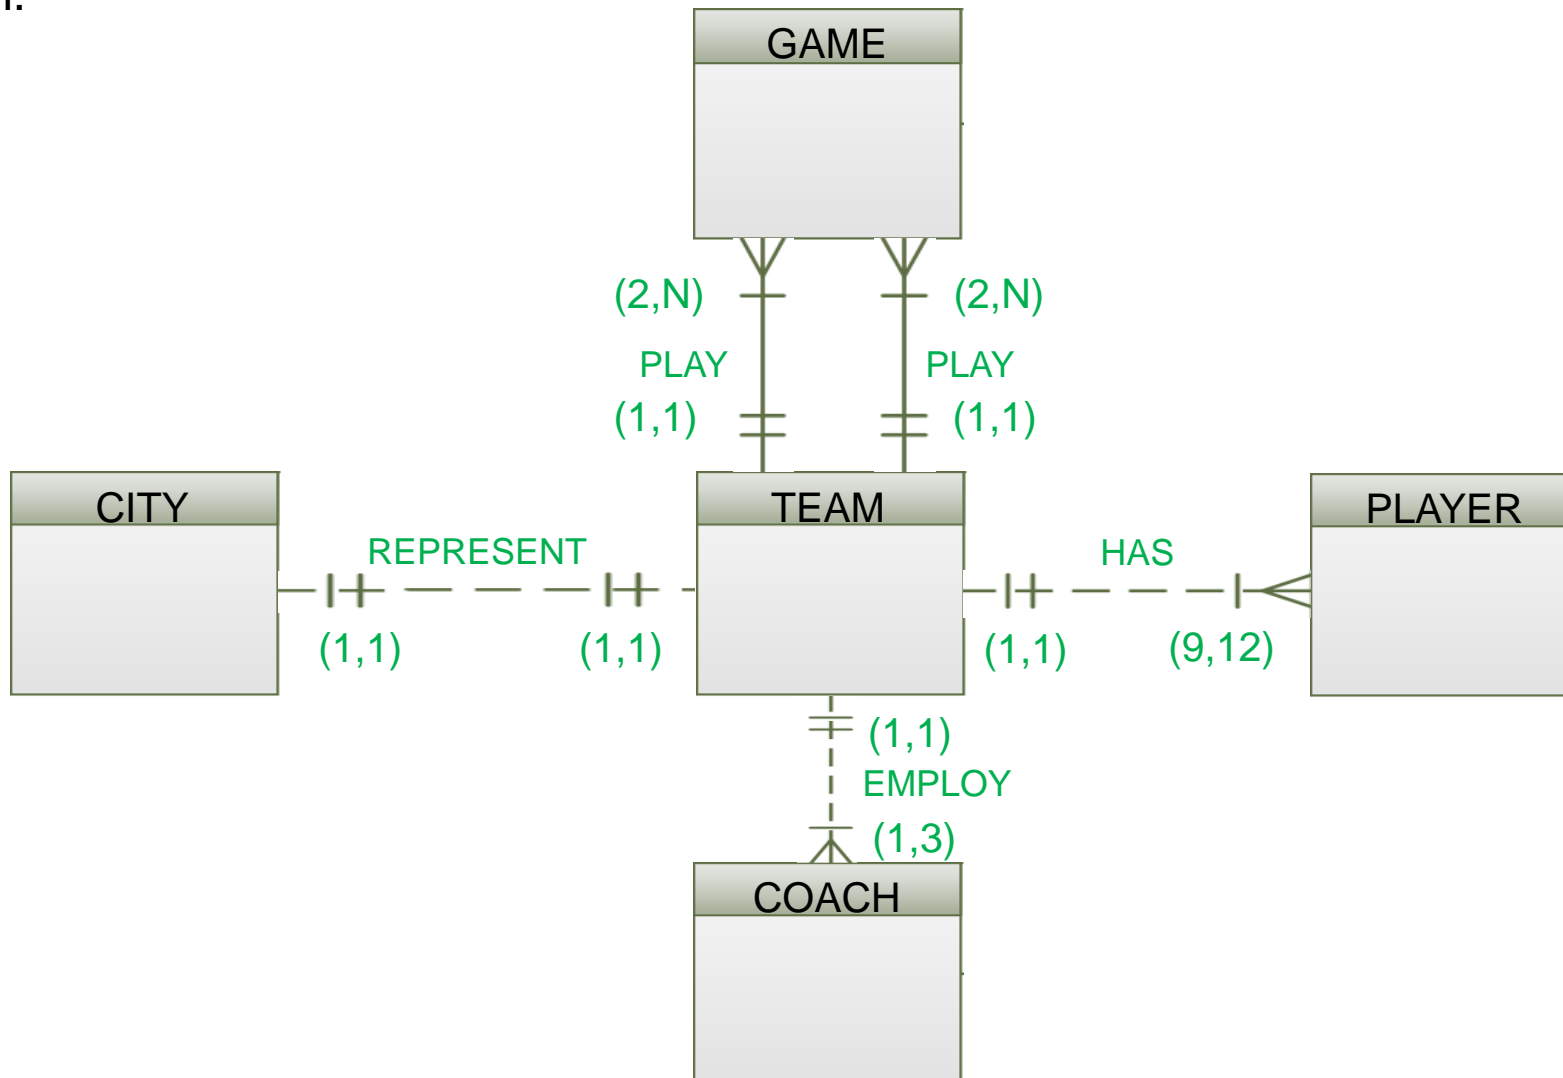 GAME
(2,N) (2,N)
PLAY PLAY
(1,1) (1,1)
CITY TEAM PLAYER
REPRESENT HAS
(1,1) (1,1) (1,1) (9,12)
(1,1)
EMPLOY
(1,3)
COACH